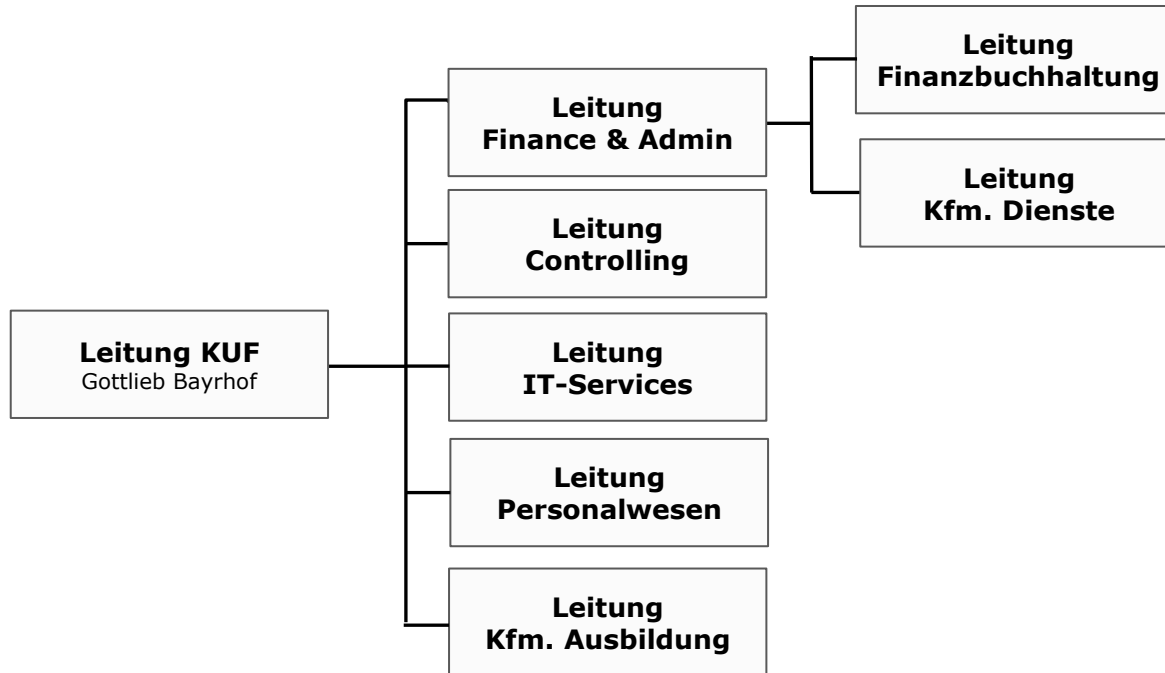 Leitung
Finanzbuchhaltung
Leitung
Finance & Admin
Leitung
Kfm. Dienste
Leitung
Controlling
Leitung KUF
Gottlieb Bayrhof
Leitung
IT-Services
Leitung
Personalwesen
Leitung
Kfm. Ausbildung